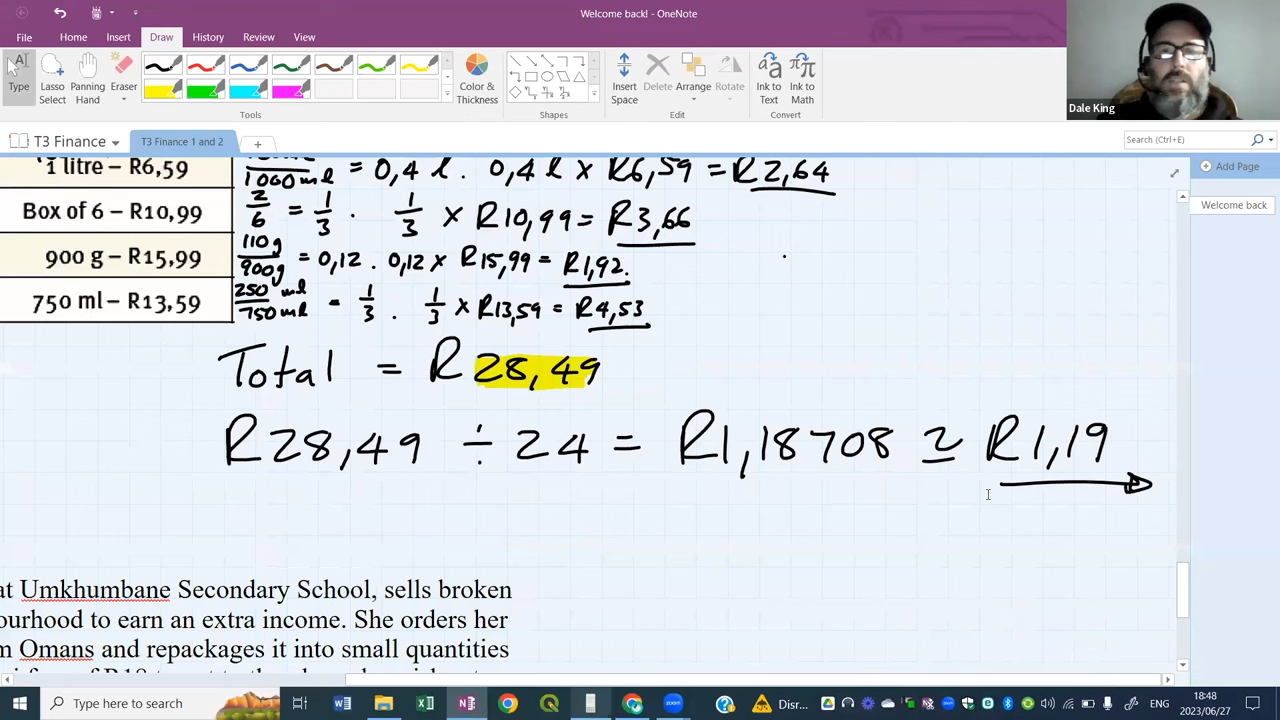 Welcome back! - OneNote
File Home Insert Draw History Review View
Type
Lasso Select
Panning Hand
Eraser
Color & Thickness
Insert Space
Delete
Arrange
Rotate
Ink to Text
Ink to Math
Tools
Shapes
Edit
Convert
Dale King
T3 Finance
T3 Finance 1 and 2
Search (Ctrl+E)
Add Page
Welcome back
1 litre – R6,59
1000 ml = 0,4 l . 0,4 l × R6,59 = R2,64
Box of 6 – R10,99
2/6 = 1/3 . 1/3 × R10,99 = R3,66
900 g – R15,99
110g/900g = 0,12 . 0,12 × R15,99 = R1,92.
750 ml – R13,59
250 ml/750 ml = 1/3 . 1/3 × R13,59 = R4,53
Total = R28,49
R28,49 ÷ 24 = R1,18708 ≃ R1,19
at Umkhumbane Secondary School, sells broken
ourhood to earn an extra income. She orders her
m Omans and repackages it into small quantities
Type here to search
Disr...
ENG
18:48
2023/06/27